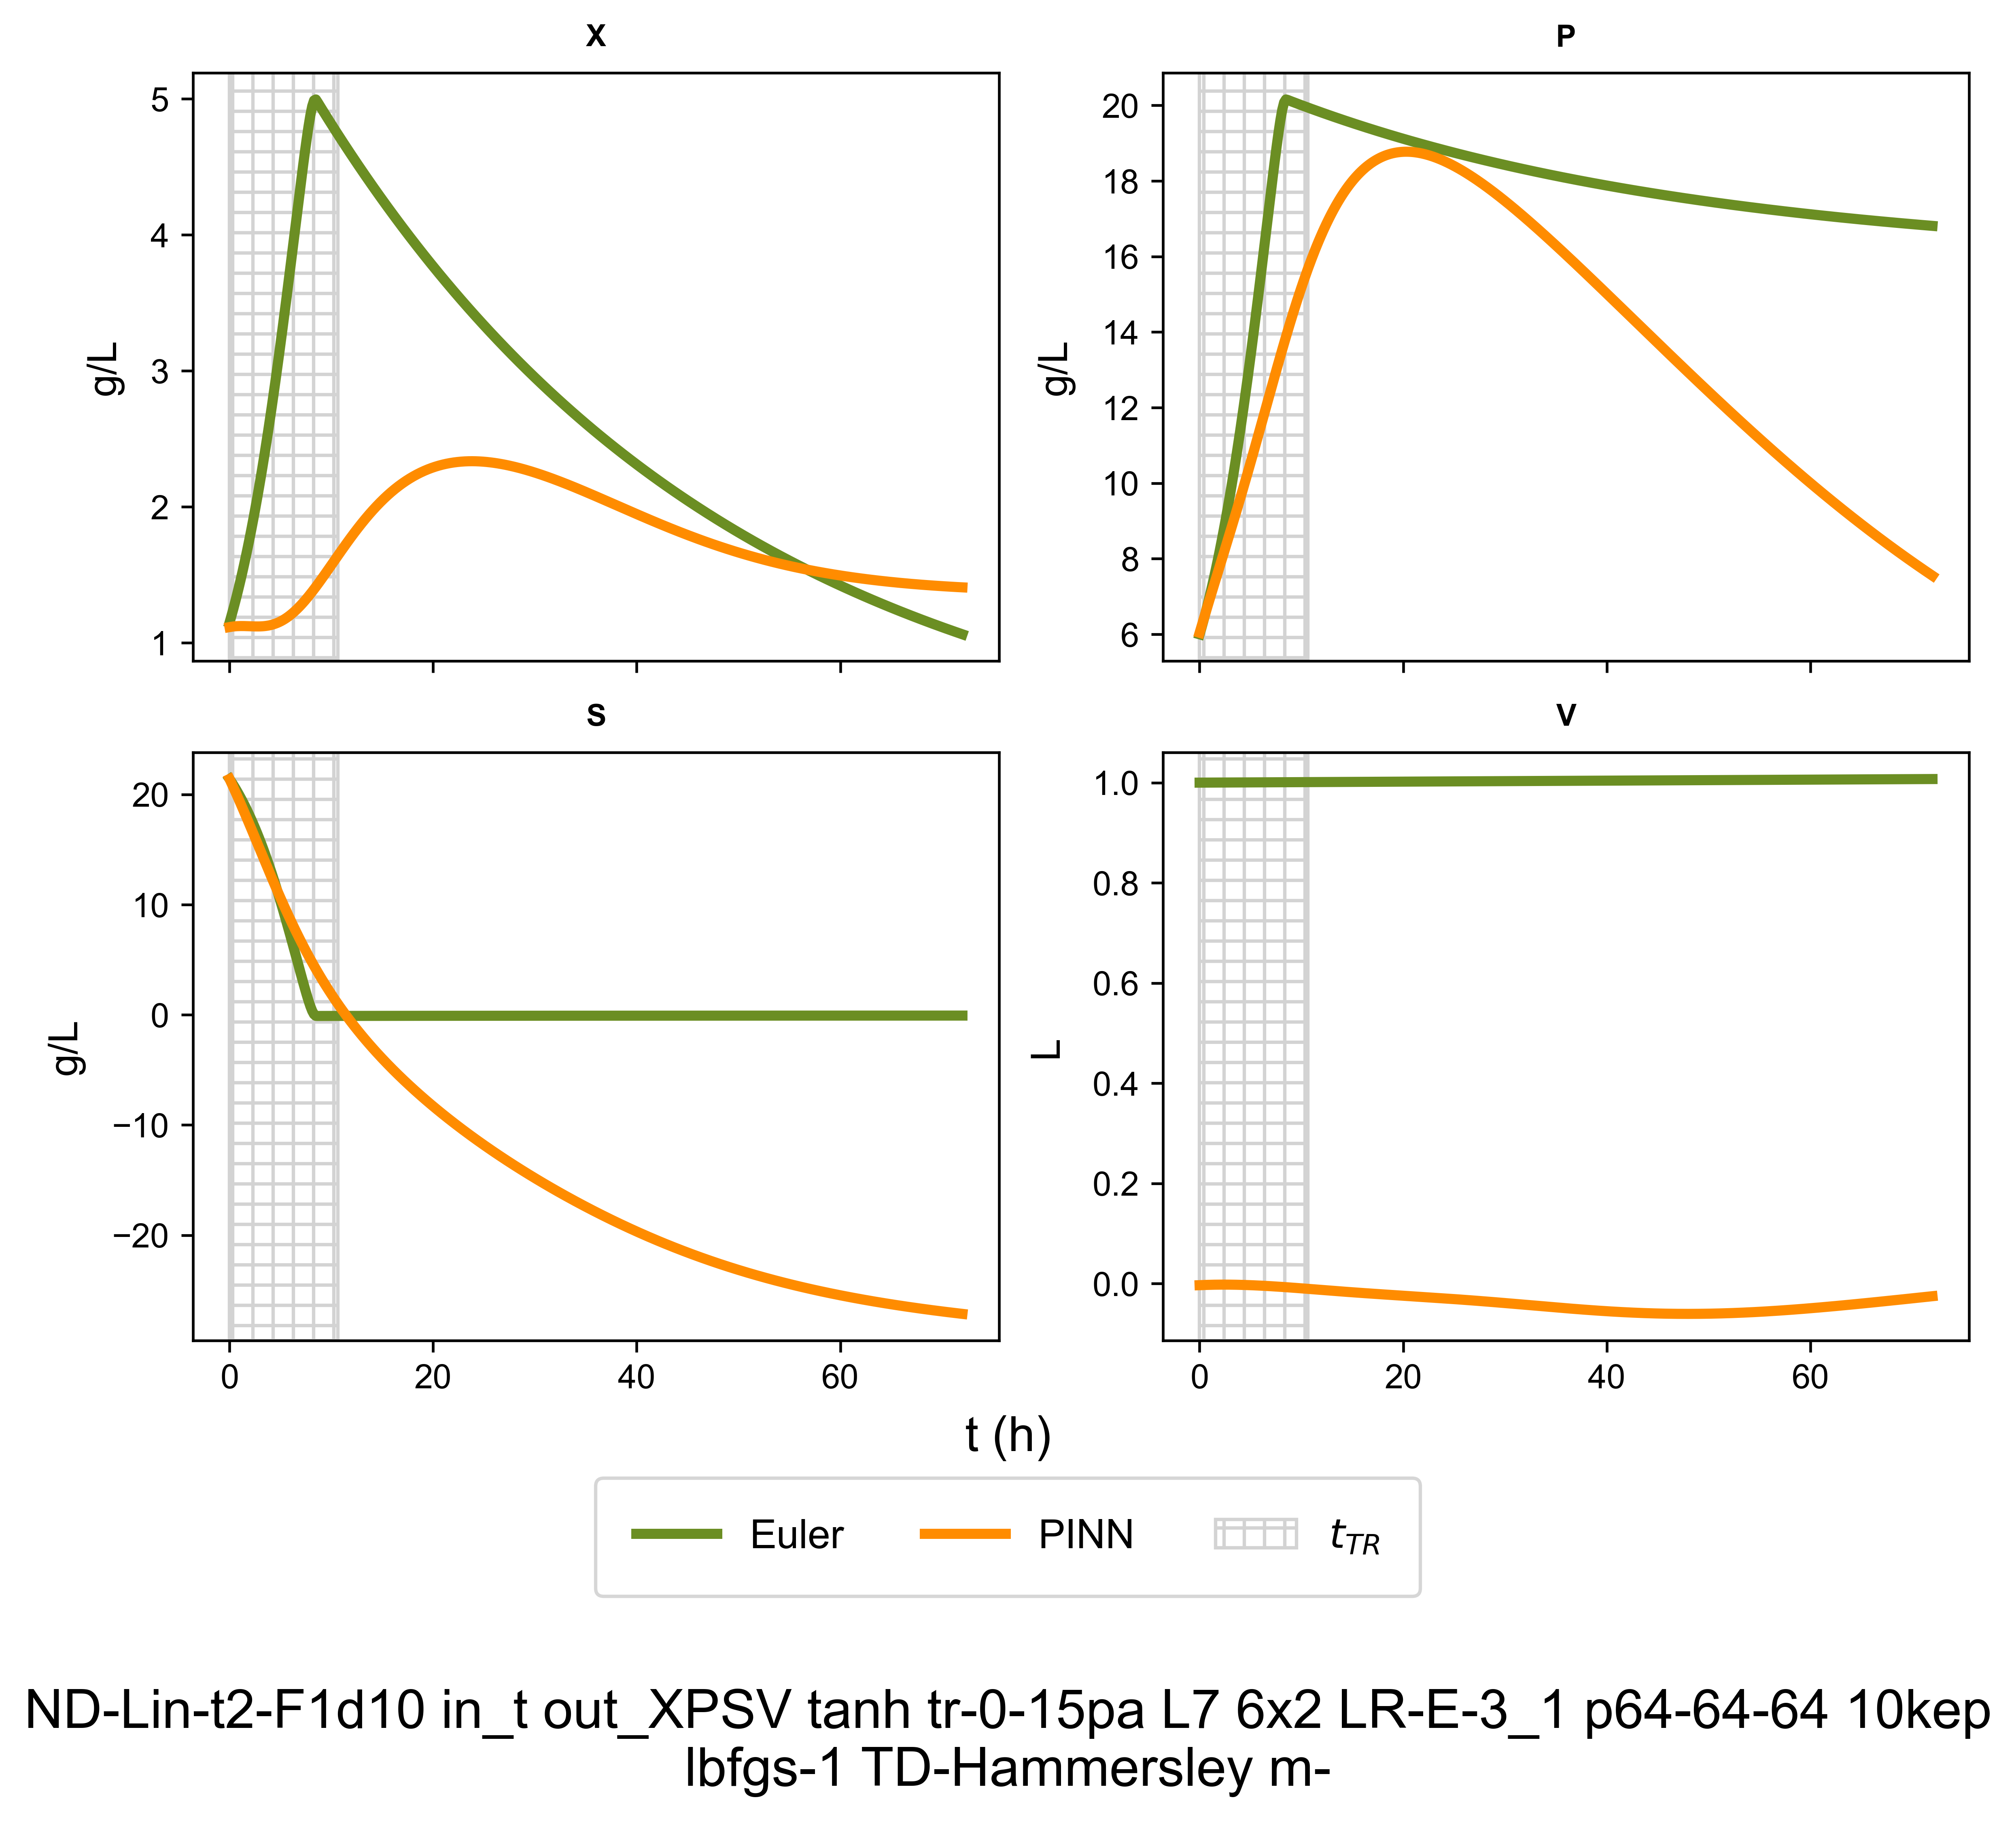 X
P
5
4
3
2
1
g/L
20
18
16
14
12
10
8
6
g/L
S
V
20
10
0
−10
−20
g/L
1.0
0.8
0.6
0.4
0.2
0.0
L
0 20 40 60
0 20 40 60
t (h)
Euler PINN t_TR
ND-Lin-t2-F1d10 in_t out_XPSV tanh tr-0-15pa L7 6x2 LR-E-3_1 p64-64-64 10kep
lbfgs-1 TD-Hammersley m-